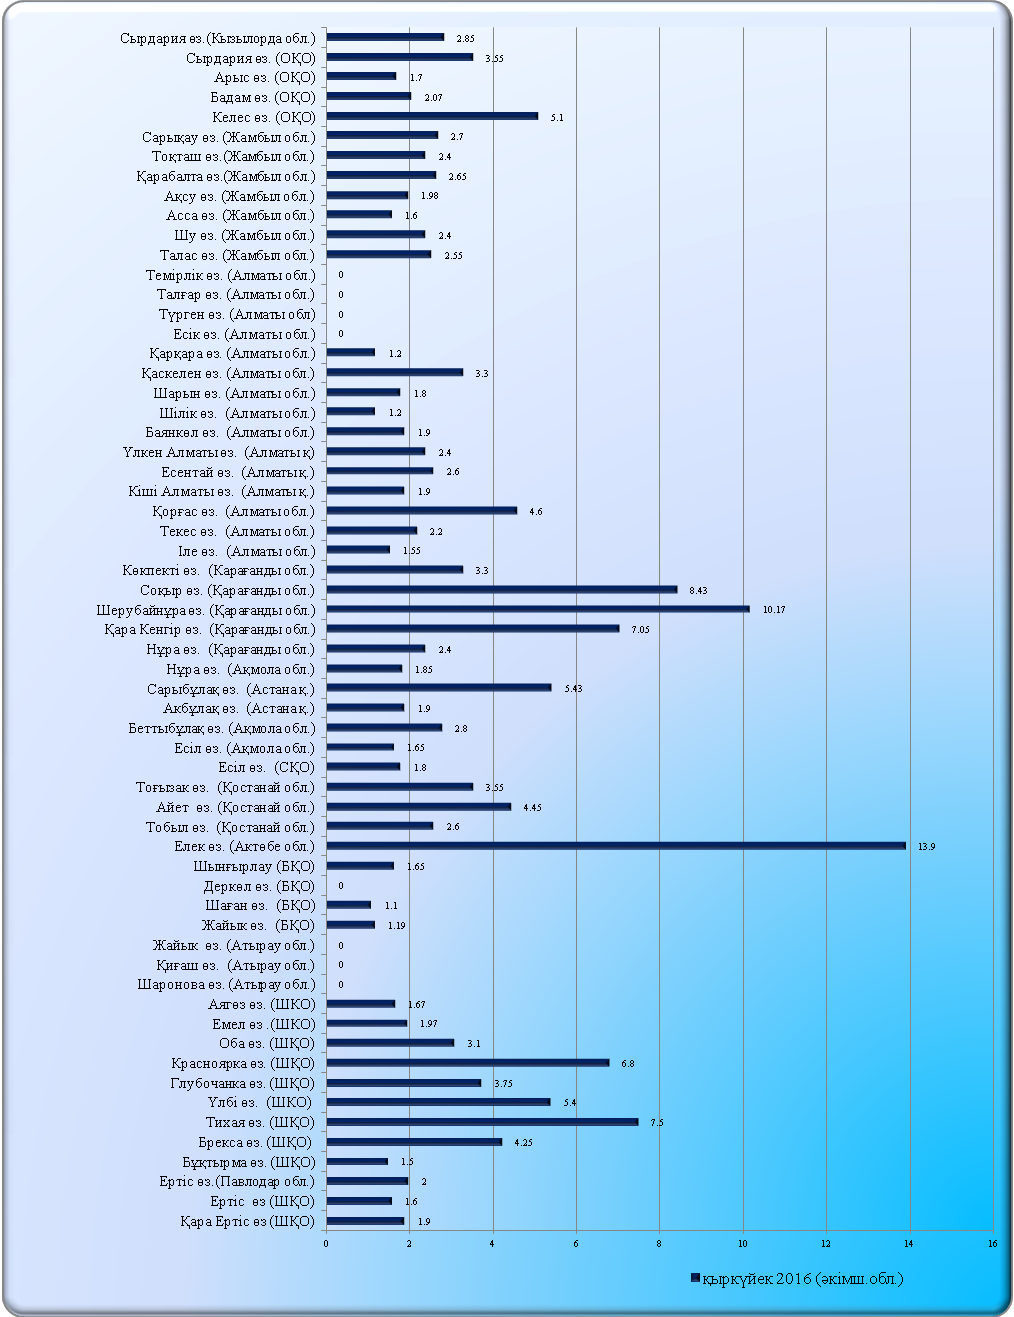 Сырдария өз.(Кызылорда обл.) 2.85
Сырдария өз. (ОҚО) 3.55
Арыс өз. (ОҚО) 1.7
Бадам өз. (ОҚО) 2.07
Келес өз. (ОҚО) 5.1
Сарықау өз. (Жамбыл обл.) 2.7
Тоқташ өз.(Жамбыл обл.) 2.4
Қарабалта өз.(Жамбыл обл.) 2.65
Ақсу өз. (Жамбыл обл.) 1.98
Асса өз. (Жамбыл обл.) 1.6
Шу өз. (Жамбыл обл.) 2.4
Талас өз. (Жамбыл обл.) 2.55
Темірлік өз. (Алматы обл.) 0
Талғар өз. (Алматы обл.) 0
Түрген өз. (Алматы обл) 0
Есік өз. (Алматы обл.) 0
Қарқара өз. (Алматы обл.) 1.2
Қаскелен өз. (Алматы обл.) 3.3
Шарын өз. (Алматы обл.) 1.8
Шілік өз. (Алматы обл.) 1.2
Баянкөл өз. (Алматы обл.) 1.9
Үлкен Алматы өз. (Алматы қ) 2.4
Есентай өз. (Алматы қ.) 2.6
Кіші Алматы өз. (Алматы қ.) 1.9
Қорғас өз. (Алматы обл.) 4.6
Текес өз. (Алматы обл.) 2.2
Іле өз. (Алматы обл.) 1.55
Көкпекті өз. (Қарағанды обл.) 3.3
Соқыр өз. (Қарағанды обл.) 8.43
Шерубайнұра өз. (Қарағанды обл.) 10.17
Қара Кенгір өз. (Қарағанды обл.) 7.05
Нұра өз. (Қарағанды обл.) 2.4
Нұра өз. (Ақмола обл.) 1.85
Сарыбұлақ өз. (Астана қ.) 5.43
Акбұлақ өз. (Астана қ.) 1.9
Беттыбұлақ өз. (Ақмола обл.) 2.8
Есіл өз. (Ақмола обл.) 1.65
Есіл өз. (СҚО) 1.8
Тоғызак өз. (Қостанай обл.) 3.55
Айет өз. (Қостанай обл.) 4.45
Тобыл өз. (Қостанай обл.) 2.6
Елек өз. (Актөбе обл.) 13.9
Шынғырлау (БҚО) 1.65
Деркөл өз. (БҚО) 0
Шаған өз. (БҚО) 1.1
Жайык өз. (БҚО) 1.19
Жайык өз. (Атырау обл.) 0
Қиғаш өз. (Атырау обл.) 0
Шаронова өз. (Атырау обл.) 0
Аягөз өз. (ШКО) 1.67
Емел өз .(ШКО) 1.97
Оба өз. (ШҚО) 3.1
Красноярка өз. (ШҚО) 6.8
Глубочанка өз. (ШҚО) 3.75
Үлбі өз. (ШКО) 5.4
Тихая өз. (ШҚО) 7.5
Брекса өз. (ШҚО) 4.25
Бұқтырма өз. (ШҚО) 1.5
Ертіс өз.(Павлодар обл.) 2
Ертіс өз (ШҚО) 1.6
Қара Ертіс өз (ШҚО) 1.9
0 2 4 6 8 10 12 14 16
қыркүйек 2016 (әкімш.обл.)